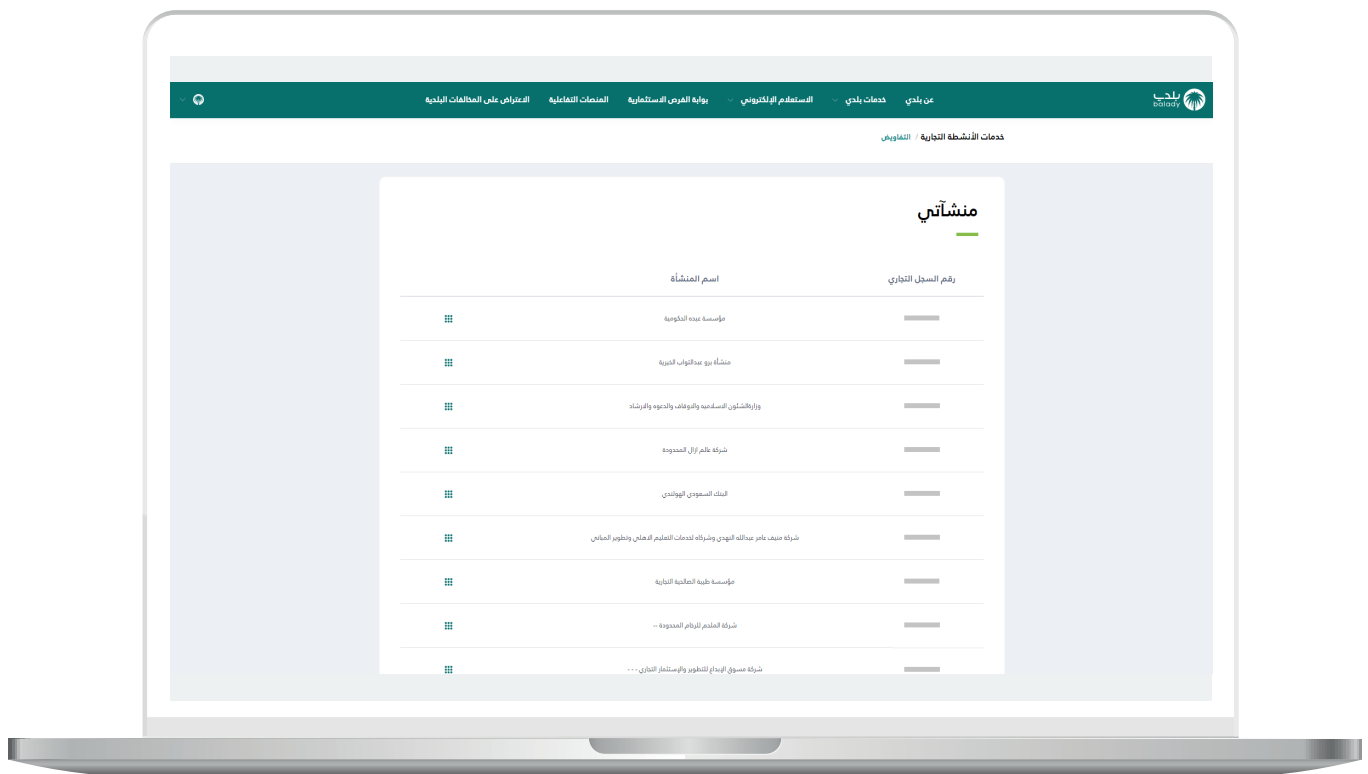 بلدي
balady
عن بلدي خدمات بلدي الاستعلام الإلكتروني بوابة الفرص الاستثمارية المنصات التفاعلية الاعتراض على المخالفات البلدية
خدمات الأنشطة التجارية / التفاويض
منشآتي
رقم السجل التجاري اسم المنشأة
مؤسسة عبده الحكومية
منشأة برو عبدالتواب الخيرية
وزارةالشئون الاسلاميه والاوقاف والدعوه والارشاد
شركة عالم ازال المحدودة
البنك السعودي الهولندي
شركة منيف عامر عبدالله النهدي وشركاه لخدمات التعليم الاهلي وتطوير المباني
مؤسسة طيبة الصالحية التجارية
شركة الملحم للرخام المحدودة --
شركة مسوق الإبداع للتطوير والإستثمار التجاري - - -